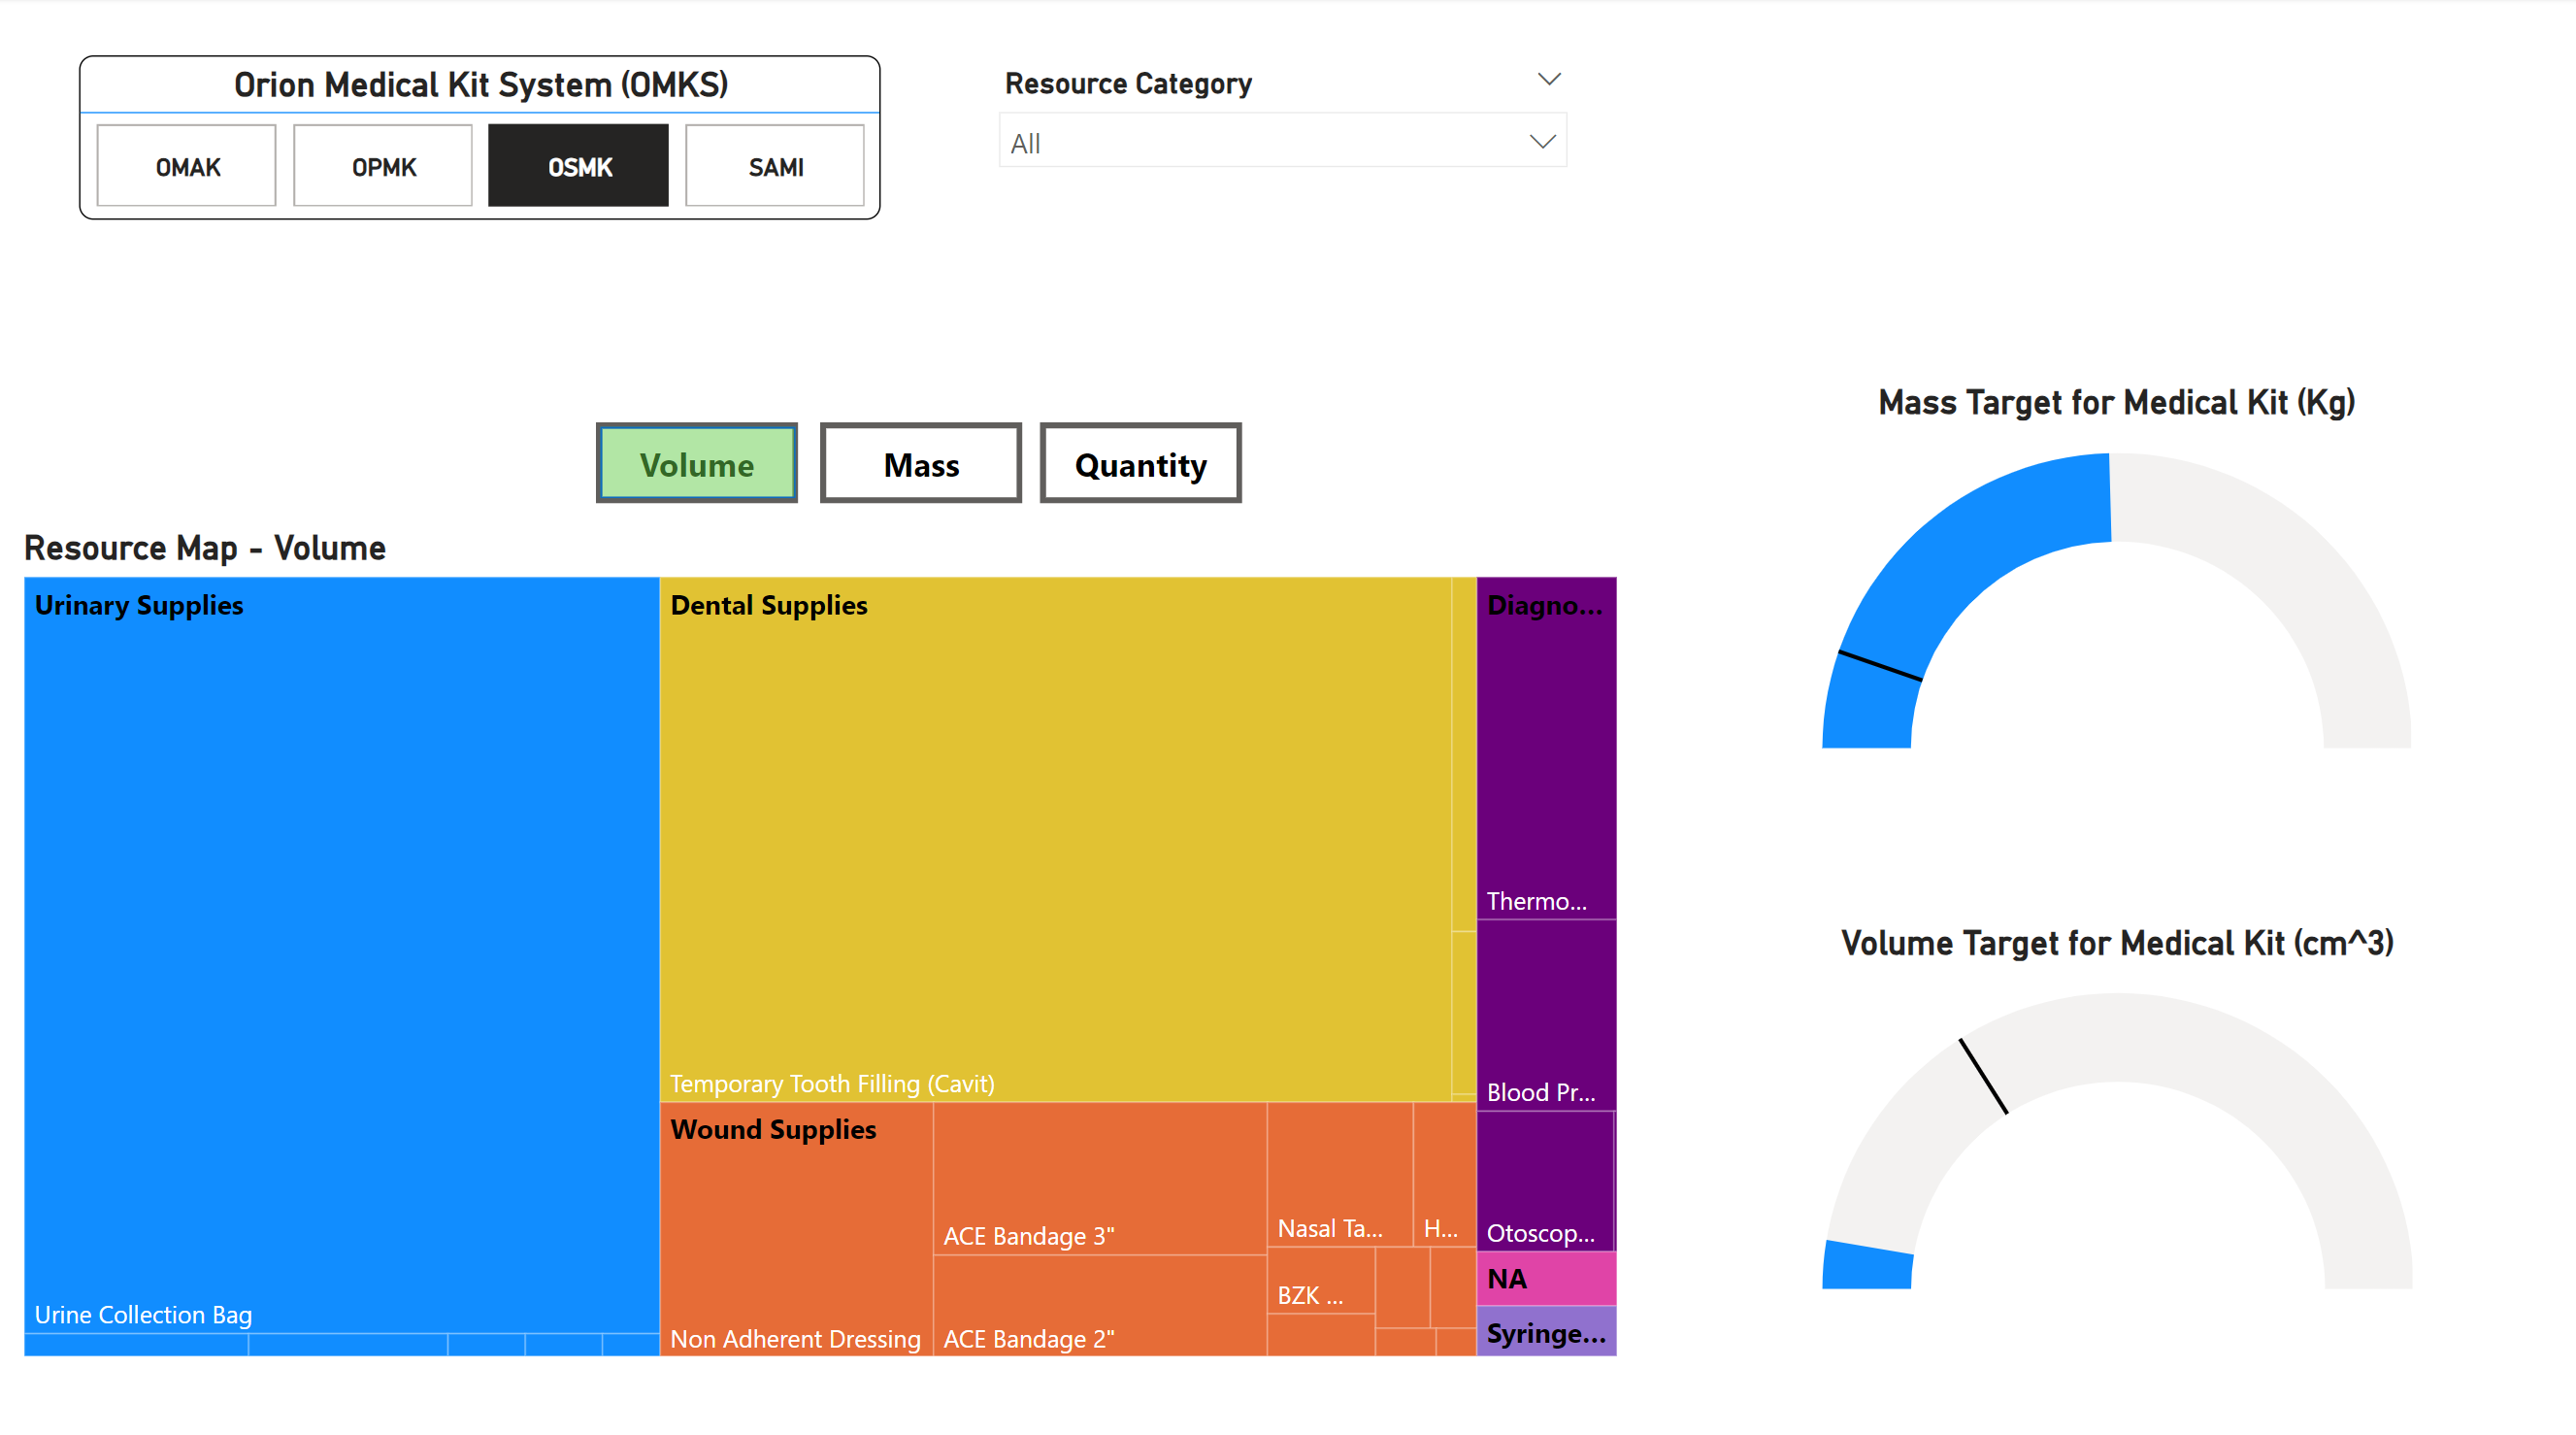 Orion Medical Kit System (OMKS)
OMAK OPMK OSMK SAMI
Resource Category
All
Volume Mass Quantity
Resource Map - Volume
Urinary Supplies
Urine Collection Bag
Dental Supplies
Temporary Tooth Filling (Cavit)
Wound Supplies
Non Adherent Dressing
ACE Bandage 3"
ACE Bandage 2"
Nasal Ta...
H...
BZK ...
Diagno...
Thermo...
Blood Pr...
Otoscop...
NA
Syringe...
Mass Target for Medical Kit (Kg)
Volume Target for Medical Kit (cm^3)